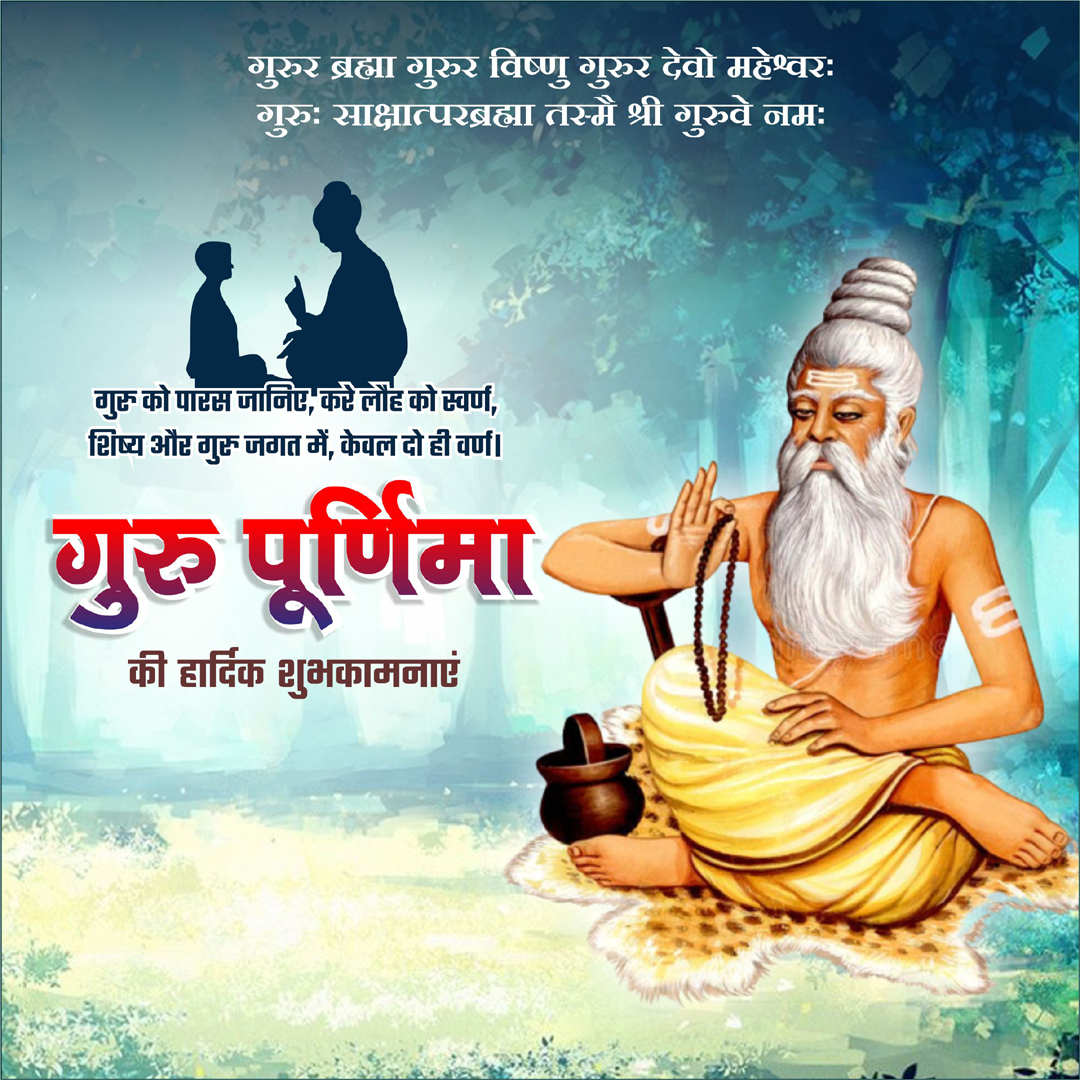 गुरुर ब्रह्मा गुरुर विष्णु गुरुर देवो महेश्वरः
गुरुः साक्षात्परब्रह्मा तस्मै श्री गुरुवे नमः
गुरु को पारस जानिए, करे लौह को स्वर्ण,
शिष्य और गुरु जगत में, केवल दो ही वर्ण।
गुरु पूर्णिमा
की हार्दिक शुभकामनाएं